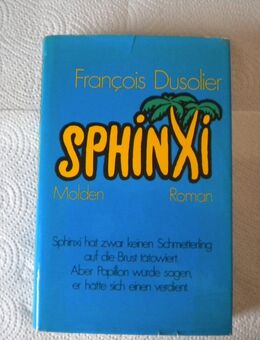 François Dusolier
SPHINXI
Molden Roman
Sphinxi hat zwar keinen Schmetterling
auf die Brust tätowiert.
Aber Papillon würde sagen,
er hätte sich einen verdient.